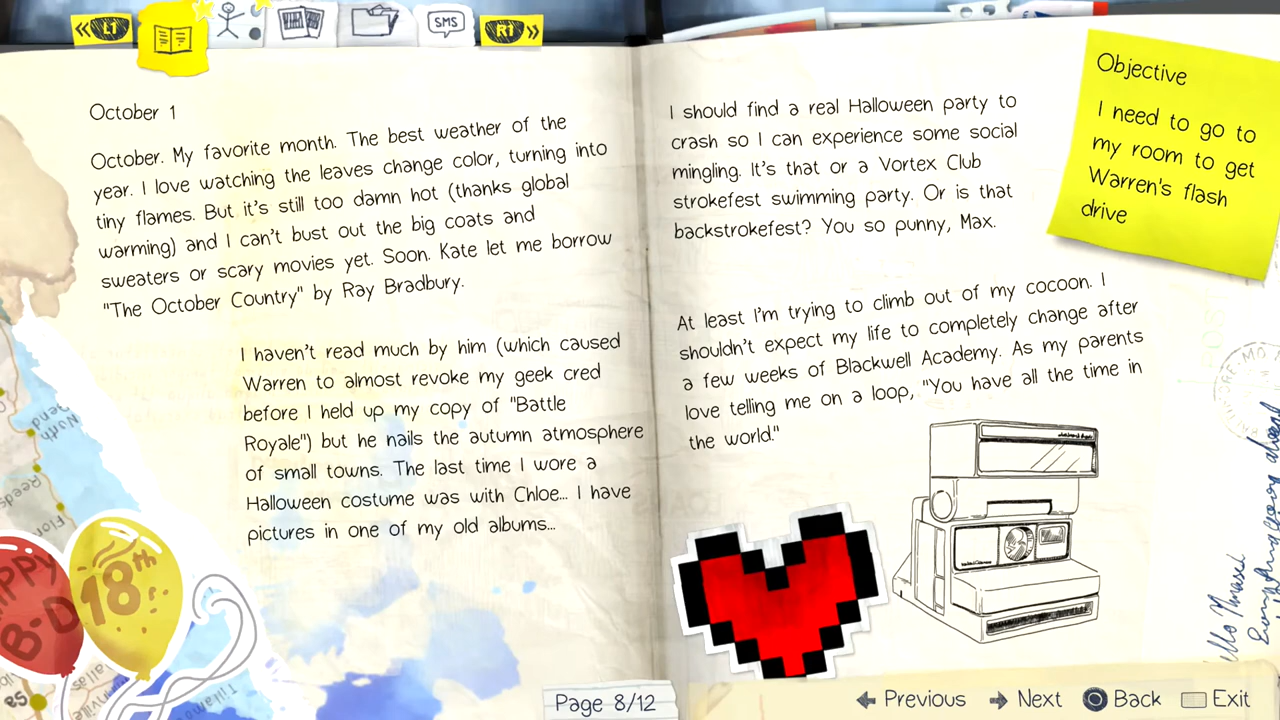 L1
SMS
R1
October 1
October. My favorite month. The best weather of the
year. I love watching the leaves change color, turning into
tiny flames. But it's still too damn hot (thanks global
warming) and I can't bust out the big coats and
sweaters or scary movies yet. Soon. Kate let me borrow
"The October Country" by Ray Bradbury.
I haven't read much by him (which caused
Warren to almost revoke my geek cred
before I held up my copy of "Battle
Royale") but he nails the autumn atmosphere
of small towns. The last time I wore a
Halloween costume was with Chloe... I have
pictures in one of my old albums...
I should find a real Halloween party to
crash so I can experience some social
mingling. It's that or a Vortex Club
strokefest swimming party. Or is that
backstrokefest? You so punny, Max.
At least I'm trying to climb out of my cocoon. I
shouldn't expect my life to completely change after
a few weeks of Blackwell Academy. As my parents
love telling me on a loop, "You have all the time in
the world."
Objective
I need to go to
my room to get
Warren's flash
drive
North
Bend
18th
Page 8/12
Previous
Next
Back
Exit